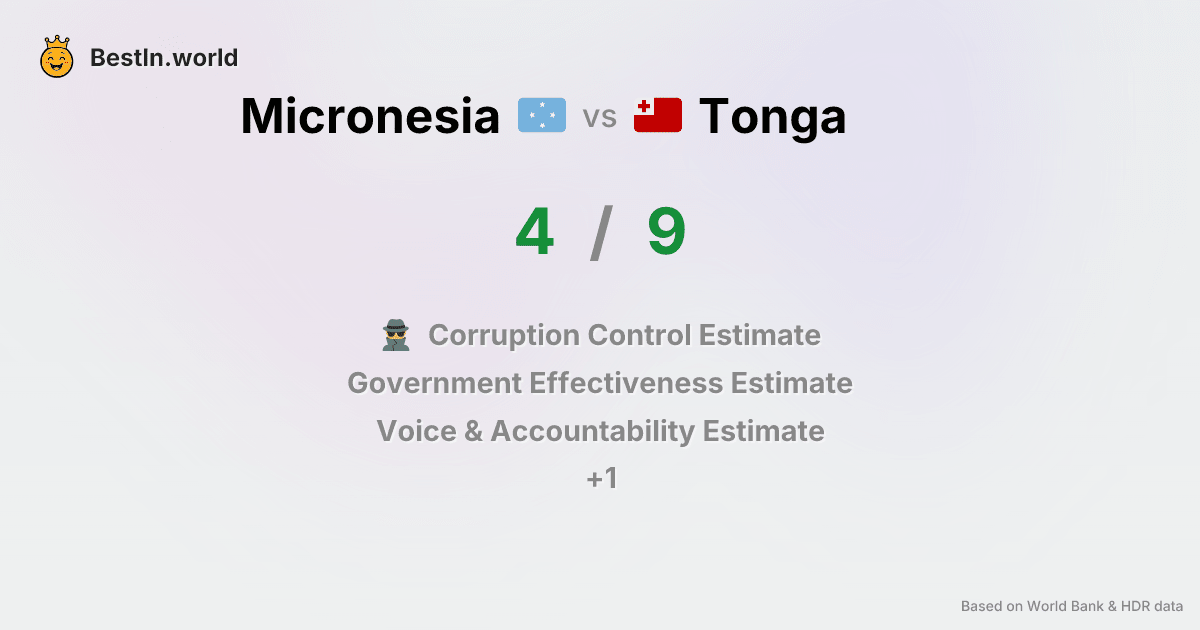 BestIn.world
Micronesia vs Tonga
4 / 9
Corruption Control Estimate
Government Effectiveness Estimate
Voice & Accountability Estimate
+1
Based on World Bank & HDR data